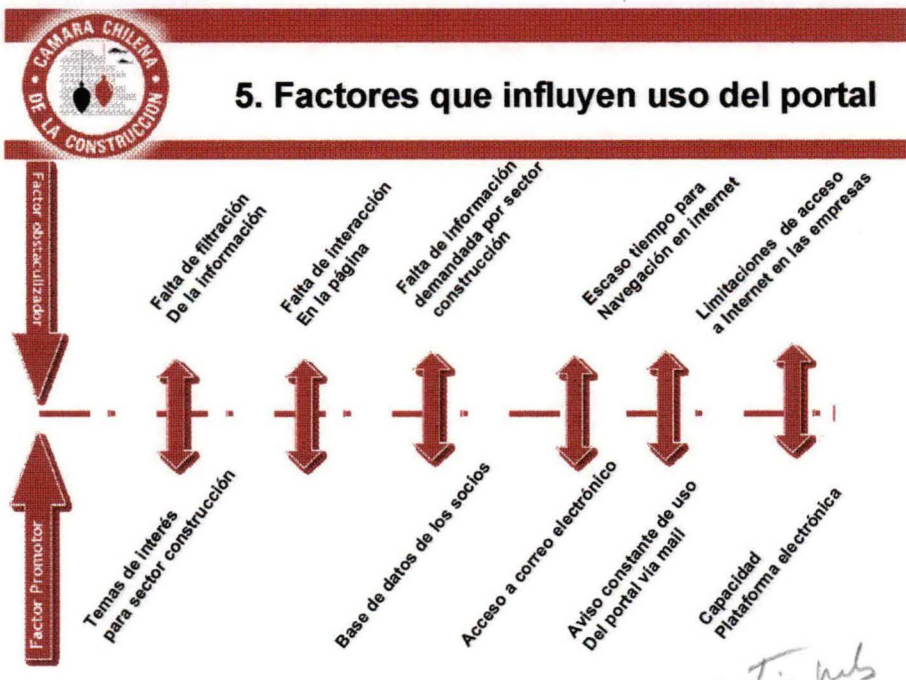 CAMARA CHILENA
DE LA CONSTRUCCION
5. Factores que influyen uso del portal
Factor obstaculizador
Falta de filtración
De la información
Falta de interacción
En la página
Falta de información
demandada por sector
construcción
Escaso tiempo para
Navegación en internet
Limitaciones de acceso
a Internet en las empresas
Factor Promotor
Temas de interés
para sector construcción
Base de datos de los socios
Acceso a correo electrónico
Aviso constante de uso
Del portal vía mail
Capacidad
Plataforma electrónica